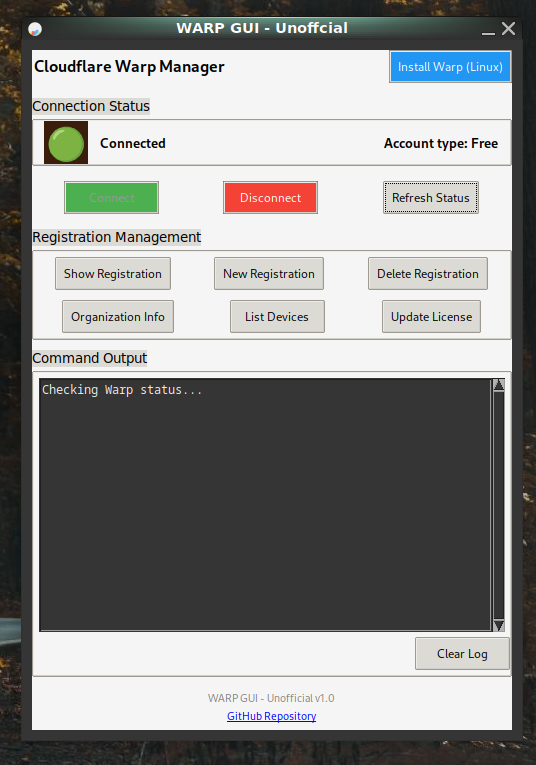 WARP GUI - Unoffcial
Cloudflare Warp Manager
Install Warp (Linux)
Connection Status
Connected
Account type: Free
Connect
Disconnect
Refresh Status
Registration Management
Show Registration
New Registration
Delete Registration
Organization Info
List Devices
Update License
Command Output
Checking Warp status...
Clear Log
WARP GUI - Unofficial v1.0
GitHub Repository